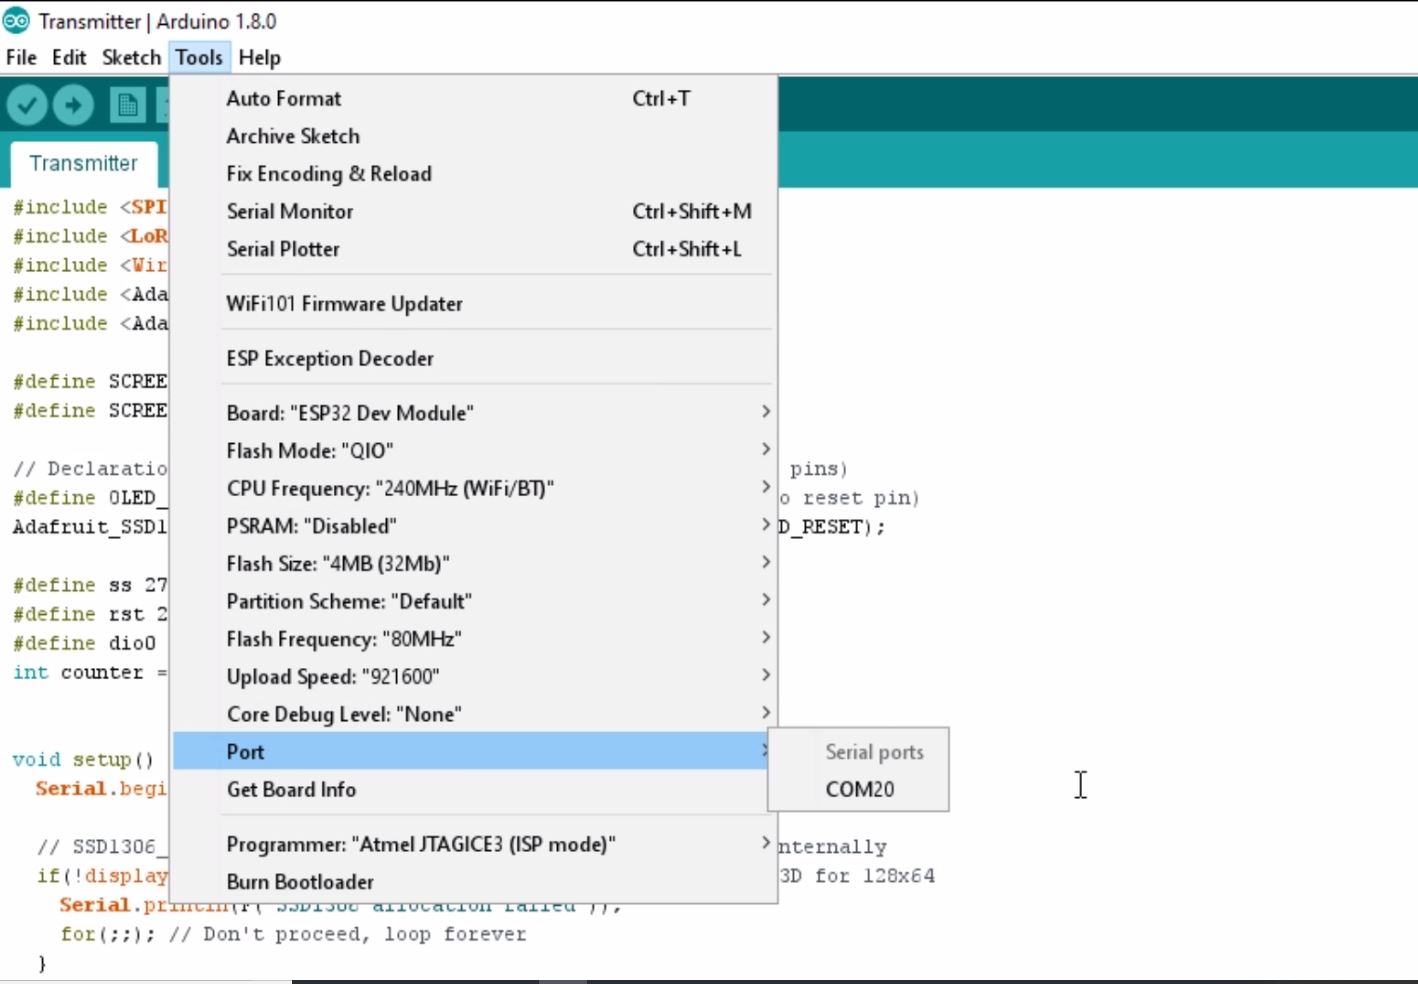 Transmitter | Arduino 1.8.0
File Edit Sketch Tools Help
Auto Format Ctrl+T
Archive Sketch
Fix Encoding & Reload
Serial Monitor Ctrl+Shift+M
Serial Plotter Ctrl+Shift+L
WiFi101 Firmware Updater
ESP Exception Decoder
Board: "ESP32 Dev Module"
Flash Mode: "QIO"
CPU Frequency: "240MHz (WiFi/BT)"
PSRAM: "Disabled"
Flash Size: "4MB (32Mb)"
Partition Scheme: "Default"
Flash Frequency: "80MHz"
Upload Speed: "921600"
Core Debug Level: "None"
Port
Get Board Info
Programmer: "Atmel JTAGICE3 (ISP mode)"
Burn Bootloader
Serial ports
COM20
Transmitter
#include <SPI
#include <LoR
#include <Wir
#include <Ada
#include <Ada
#define SCREE
#define SCREE
// Declaratio pins)
#define OLED_ o reset pin)
Adafruit_SSD1 D_RESET);
#define ss 27
#define rst 2
#define dio0
int counter =
void setup()
Serial.begi
// SSD1306_ nternally
if(!display 3D for 128x64
Serial.println(F("SSD1306 allocation failed"));
for(;;); // Don't proceed, loop forever
}